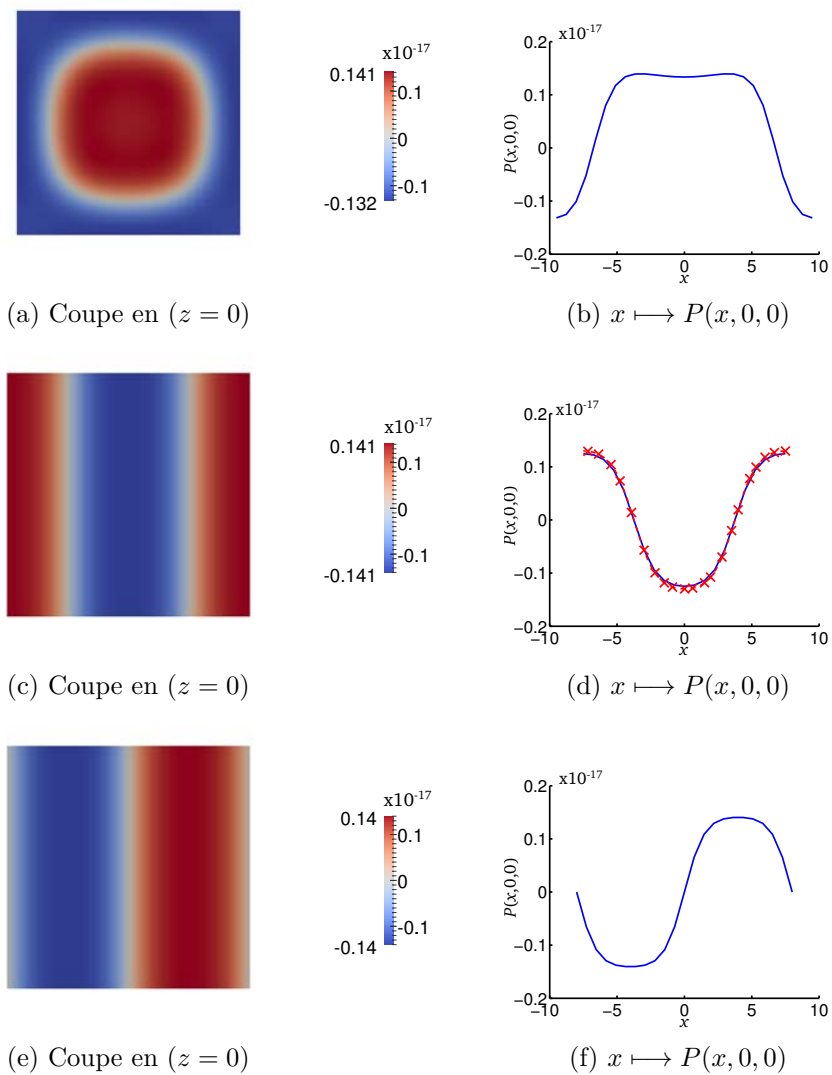 x10^-17
0.141
0.1
0
-0.1
-0.132
x10^-17
0.2
0.1
0
−0.1
−0.2
−10
−5
0
5
10
P(x,0,0)
x
(a) Coupe en (z = 0)
(b) x ⟼ P(x, 0, 0)
x10^-17
0.141
0.1
0
-0.1
-0.141
x10^-17
0.2
0.1
0
−0.1
−0.2
−10
−5
0
5
10
P(x,0,0)
x
(c) Coupe en (z = 0)
(d) x ⟼ P(x, 0, 0)
x10^-17
0.14
0.1
0
-0.1
-0.14
x10^-17
0.2
0.1
0
−0.1
−0.2
−10
−5
0
5
10
P(x,0,0)
x
(e) Coupe en (z = 0)
(f) x ⟼ P(x, 0, 0)